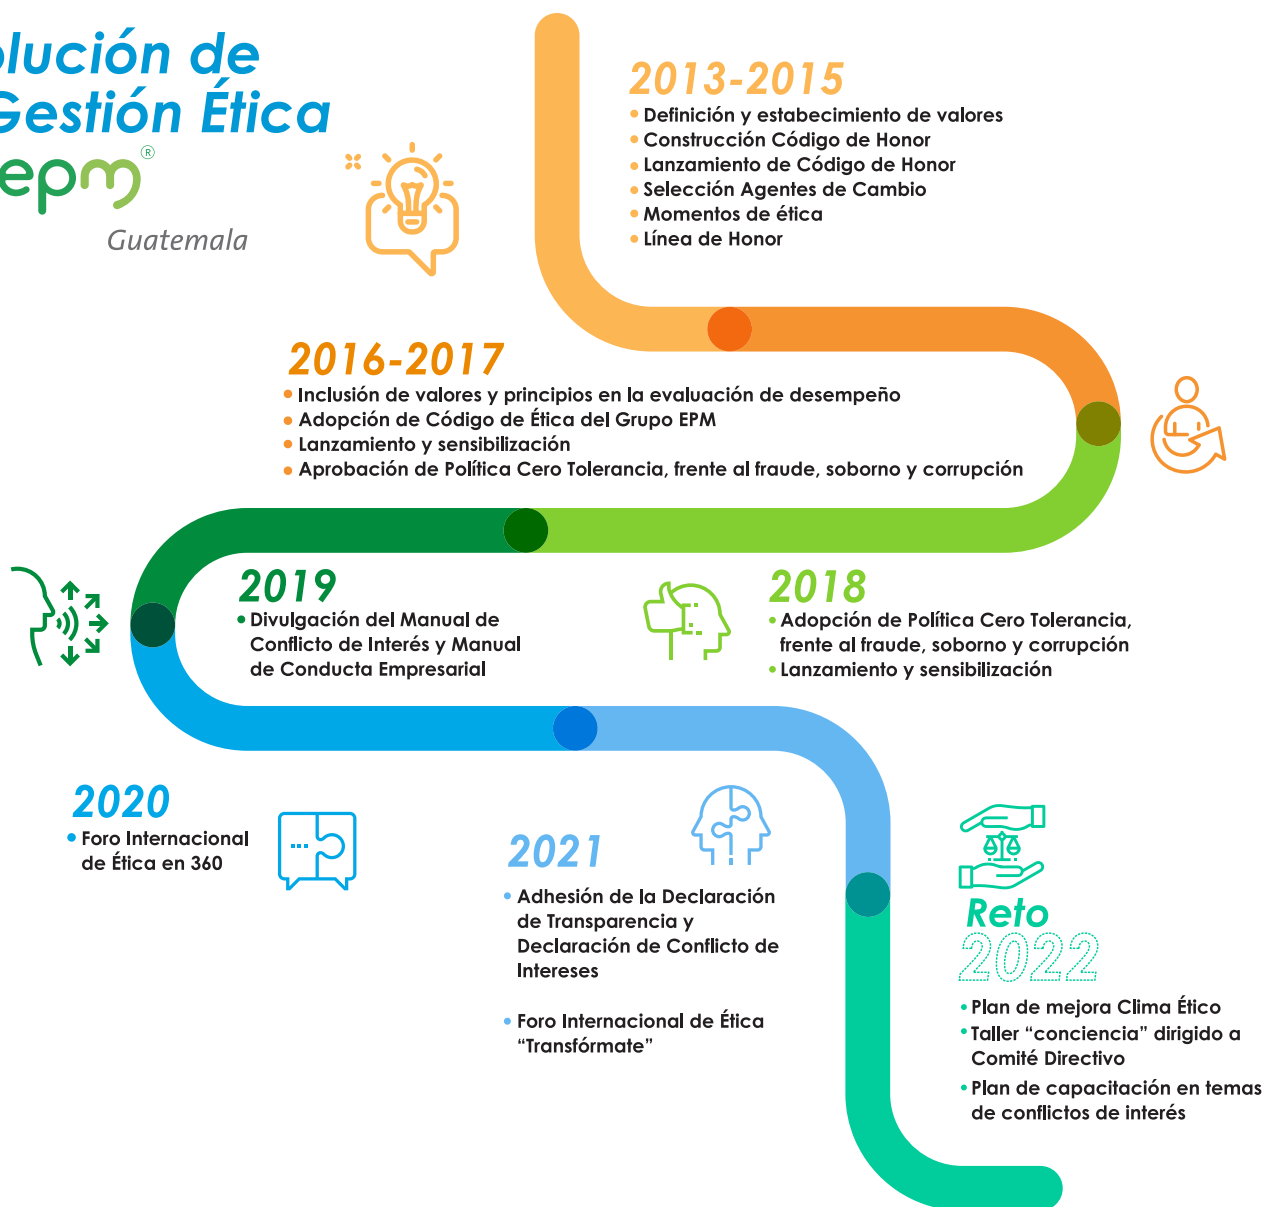 olución de
Gestión Ética
epm®
Guatemala
2013-2015
• Definición y estabecimiento de valores
• Construcción Código de Honor
• Lanzamiento de Código de Honor
• Selección Agentes de Cambio
• Momentos de ética
• Línea de Honor
2016-2017
• Inclusión de valores y principios en la evaluación de desempeño
• Adopción de Código de Ética del Grupo EPM
• Lanzamiento y sensibilización
• Aprobación de Política Cero Tolerancia, frente al fraude, soborno y corrupción
2018
• Adopción de Política Cero Tolerancia,
frente al fraude, soborno y corrupción
• Lanzamiento y sensibilización
2019
• Divulgación del Manual de
Conflicto de Interés y Manual
de Conducta Empresarial
2020
• Foro Internacional
de Ética en 360
2021
• Adhesión de la Declaración
de Transparencia y
Declaración de Conflicto de
Intereses
• Foro Internacional de Ética
“Transfórmate”
Reto
2022
• Plan de mejora Clima Ético
• Taller “conciencia” dirigido a
Comité Directivo
• Plan de capacitación en temas
de conflictos de interés